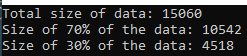 Total size of data: 15060
Size of 70% of the data: 10542
Size of 30% of the data: 4518